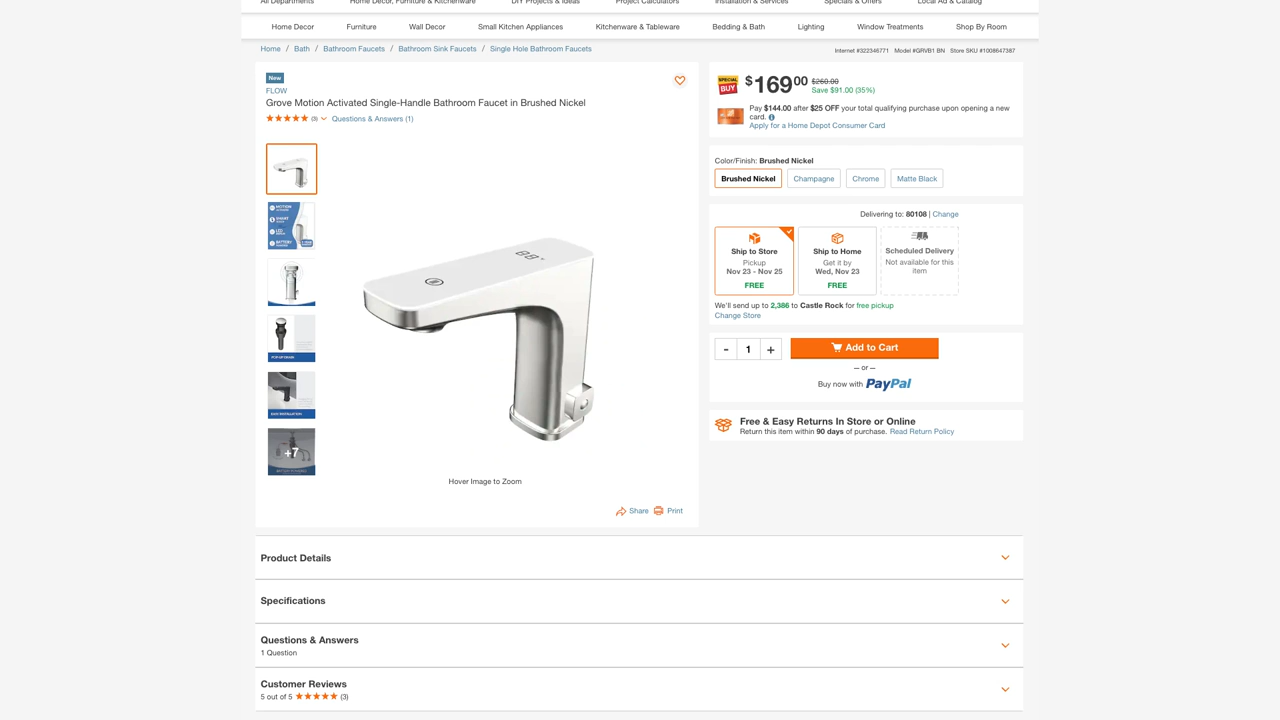 All Departments Home Decor, Furniture & Kitchenware DIY Projects & Ideas Project Calculators Installation & Services Specials & Offers Local Ad & Catalog
Home Decor Furniture Wall Decor Small Kitchen Appliances Kitchenware & Tableware Bedding & Bath Lighting Window Treatments Shop By Room
Home / Bath / Bathroom Faucets / Bathroom Sink Faucets / Single Hole Bathroom Faucets
Internet #322346771 Model #GRVB1 BN Store SKU #1008647387
New
FLOW
Grove Motion Activated Single-Handle Bathroom Faucet in Brushed Nickel
(3) Questions & Answers (1)
+7
Hover Image to Zoom
Share Print
SPECIAL BUY
$169.00 $260.00
Save $91.00 (35%)
Pay $144.00 after $25 OFF your total qualifying purchase upon opening a new
card.
Apply for a Home Depot Consumer Card
Color/Finish: Brushed Nickel
Brushed Nickel Champagne Chrome Matte Black
Delivering to: 80108 | Change
Ship to Store
Pickup
Nov 23 - Nov 25
FREE
Ship to Home
Get it by
Wed, Nov 23
FREE
Scheduled Delivery
Not available for this
item
We'll send up to 2,386 to Castle Rock for free pickup
Change Store
- 1 +
Add to Cart
— or —
Buy now with PayPal
Free & Easy Returns In Store or Online
Return this item within 90 days of purchase. Read Return Policy
Product Details
Specifications
Questions & Answers
1 Question
Customer Reviews
5 out of 5 (3)